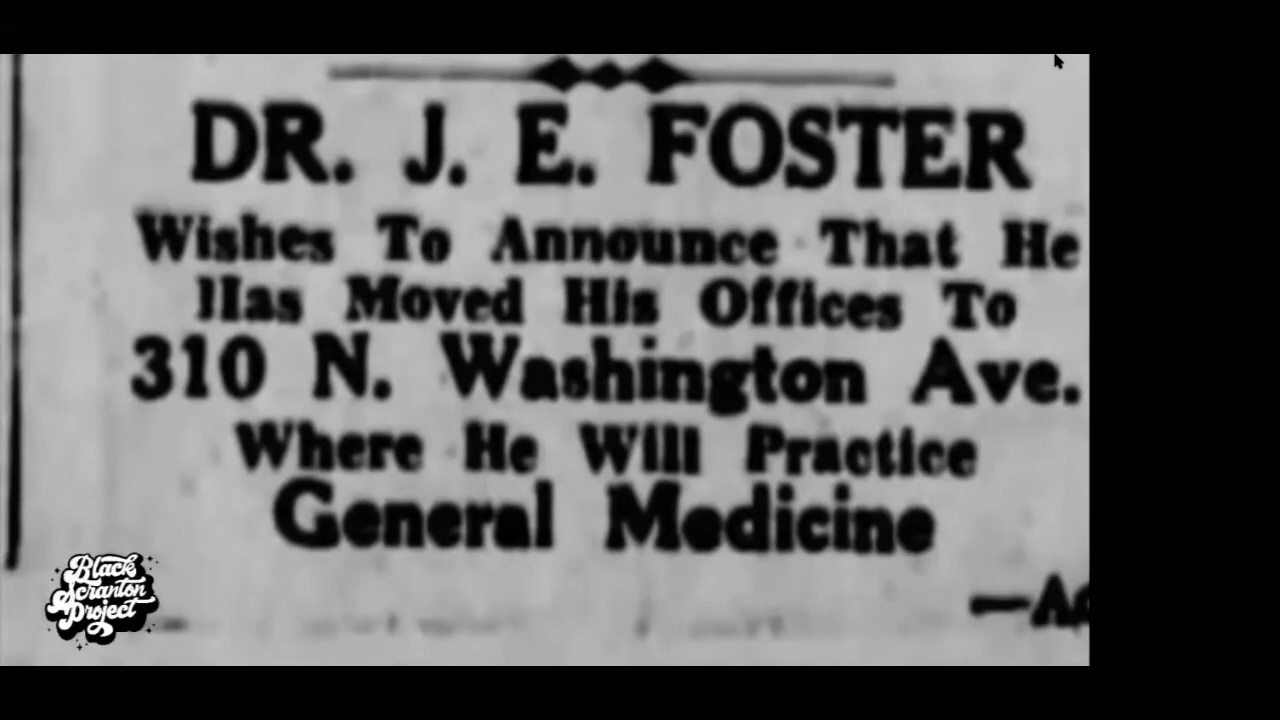 DR. J. E. FOSTER
Wishes To Announce That He
Has Moved His Offices To
310 N. Washington Ave.
Where He Will Practice
General Medicine
Black
Scranton
Project